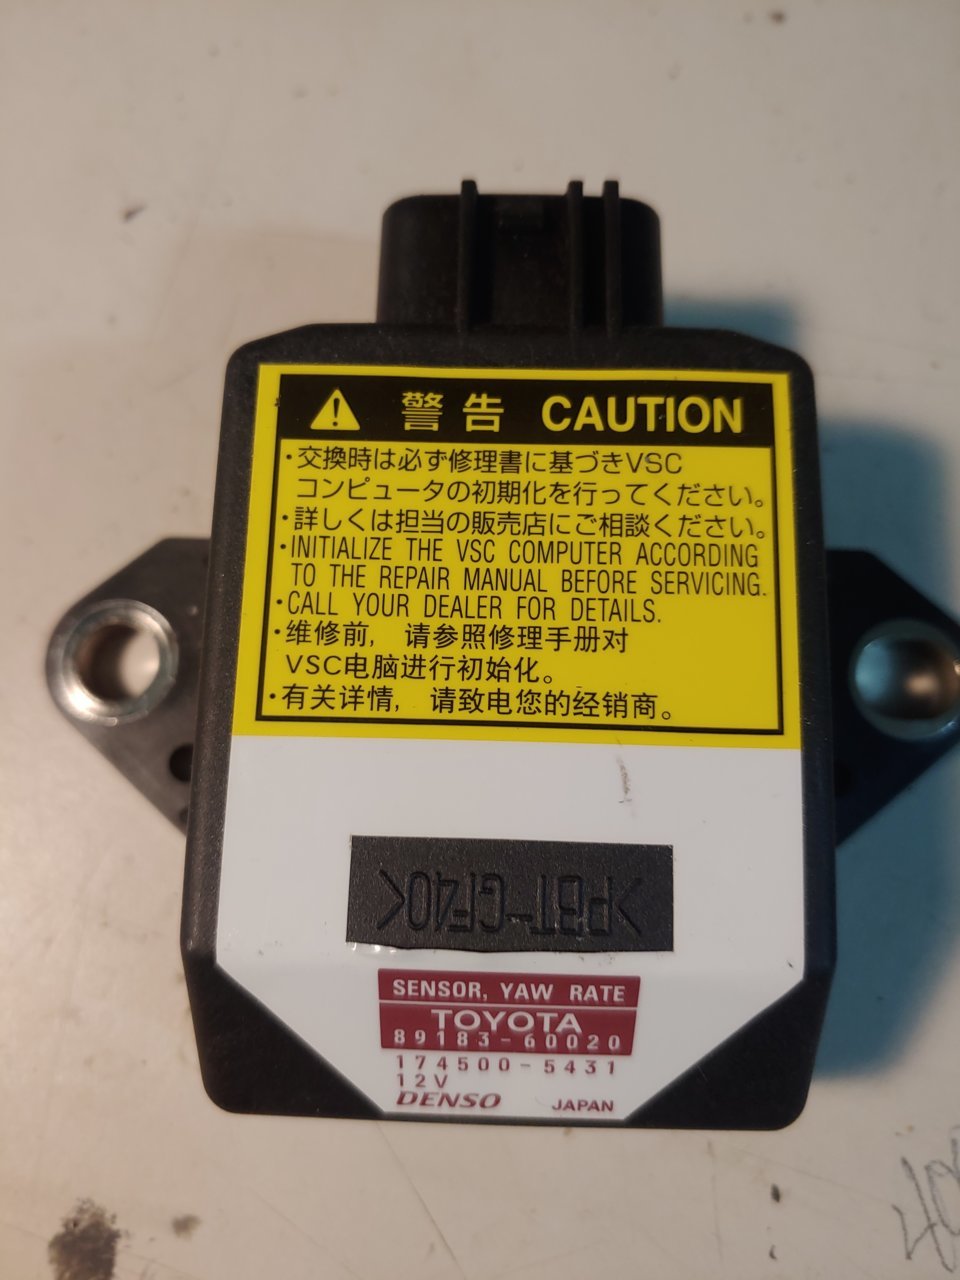 警告 CAUTION
・交換時は必ず修理書に基づきVSC
コンピュータの初期化を行ってください。
・詳しくは担当の販売店にご相談ください。
・INITIALIZE THE VSC COMPUTER ACCORDING
TO THE REPAIR MANUAL BEFORE SERVICING.
・CALL YOUR DEALER FOR DETAILS.
・维修前, 请参照修理手册对
VSC电脑进行初始化。
・有关详情, 请致电您的经销商。
>PBT-GF40<
SENSOR, YAW RATE
TOYOTA
89183-60020
174500-5431
12V
DENSO JAPAN